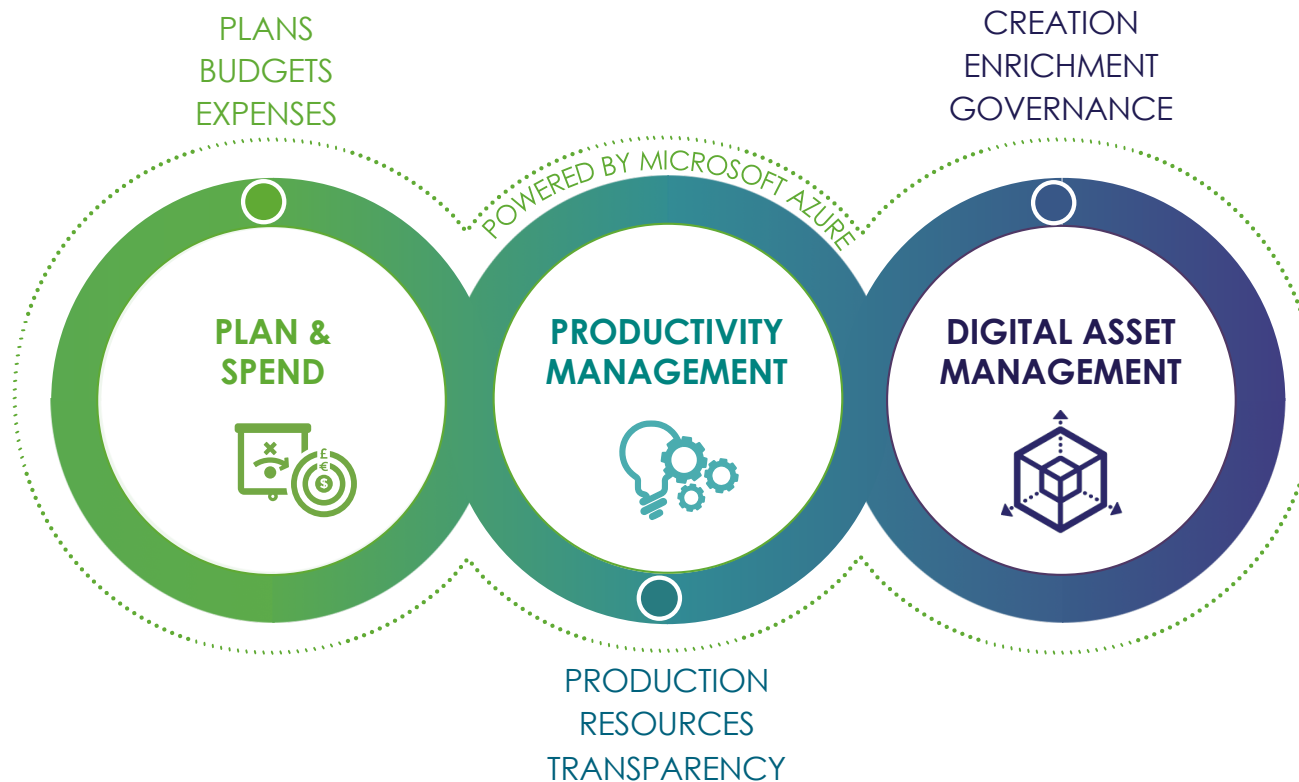 PLANS
BUDGETS
EXPENSES
CREATION
ENRICHMENT
GOVERNANCE
POWERED BY MICROSOFT AZURE
PLAN &
SPEND
£
€
$
PRODUCTIVITY
MANAGEMENT
DIGITAL ASSET
MANAGEMENT
PRODUCTION
RESOURCES
TRANSPARENCY